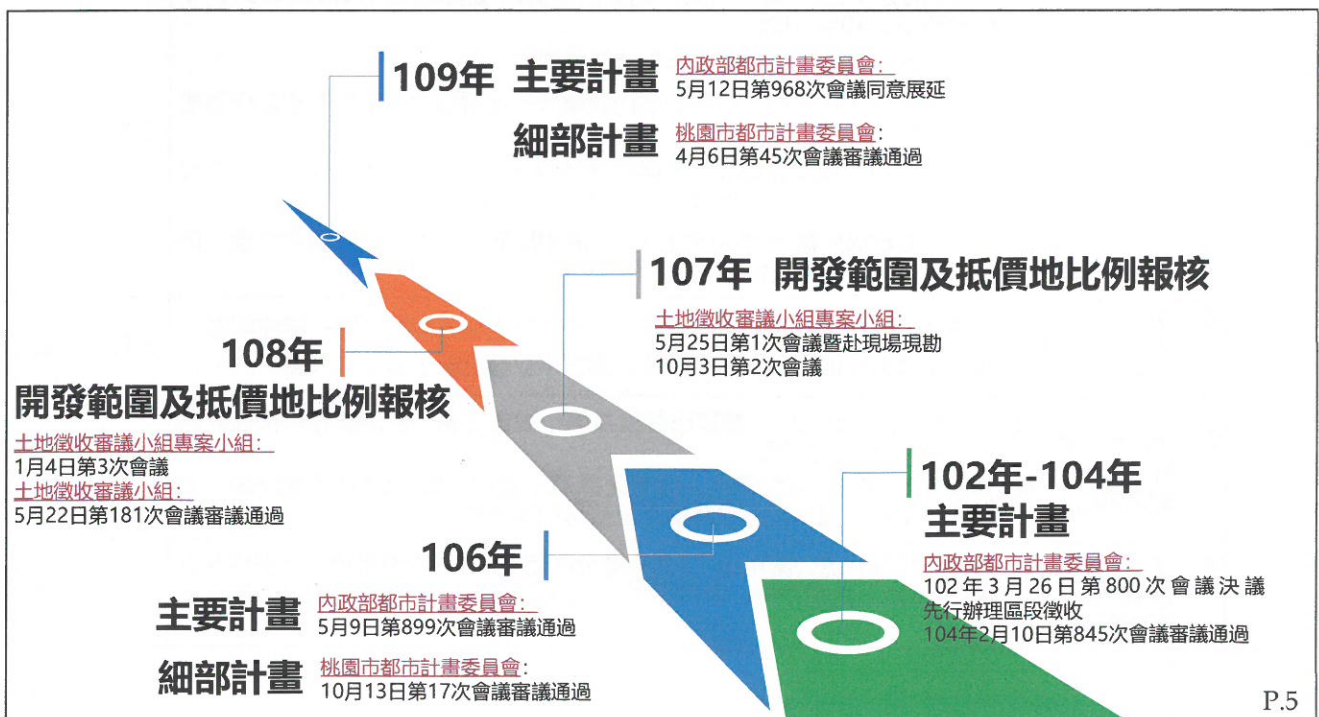 109年 主要計畫 內政部都市計畫委員會:
5月12日第968次會議同意展延
細部計畫 桃園市都市計畫委員會:
4月6日第45次會議審議通過
107年 開發範圍及抵價地比例報核
土地徵收審議小組專案小組:
5月25日第1次會議暨赴現場現勘
10月3日第2次會議
108年
開發範圍及抵價地比例報核
土地徵收審議小組專案小組:
1月4日第3次會議
土地徵收審議小組:
5月22日第181次會議審議通過
102年-104年
主要計畫
內政部都市計畫委員會:
102年3月26日第800次會議決議
先行辦理區段徵收
104年2月10日第845次會議審議通過
106年
主要計畫 內政部都市計畫委員會:
5月9日第899次會議審議通過
細部計畫 桃園市都市計畫委員會:
10月13日第17次會議審議通過
P.5